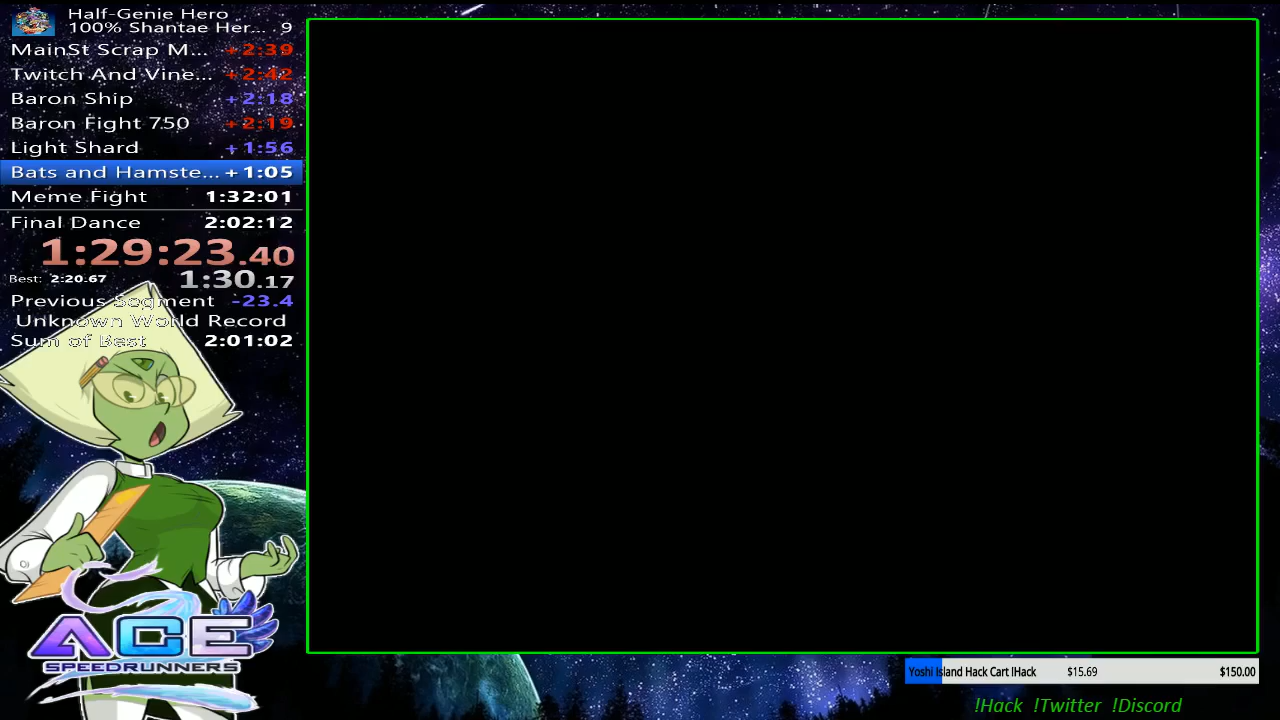 Half-Genie Hero
100% Shantae Her... 9
MainSt Scrap M... +2:39
Twitch And Vine... +2:42
Baron Ship +2:18
Baron Fight 750 +2:19
Light Shard +1:56
Bats and Hamste... +1:05
Meme Fight 1:32:01
Final Dance 2:02:12
1:29:23.40
Best: 2:20.67 1:30.17
Previous Segment -23.4
Unknown World Record
Sum of Best 2:01:02
ACE
SPEEDRUNNERS
Yoshi Island Hack Cart !Hack $15.69 $150.00
!Hack !Twitter !Discord